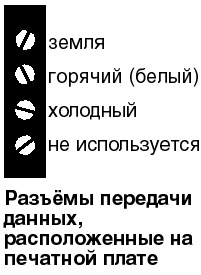 земля
горячий (белый)
холодный
не используется
Разъёмы передачи
данных,
расположенные на
печатной плате